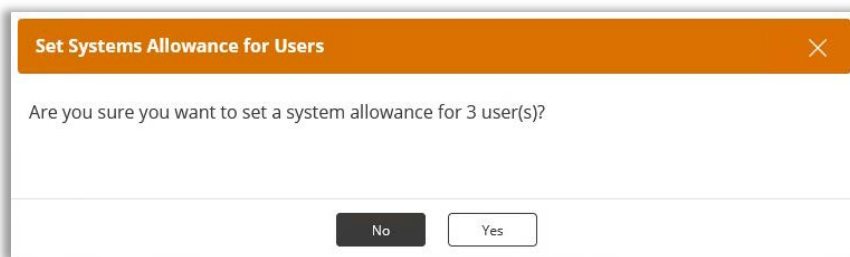 Set Systems Allowance for Users
Are you sure you want to set a system allowance for 3 user(s)?
No
Yes